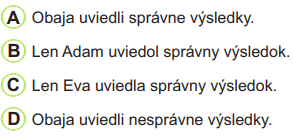 A Obaja uviedli správne výsledky.
B Len Adam uviedol správny výsledok.
C Len Eva uviedla správny výsledok.
D Obaja uviedli nesprávne výsledky.